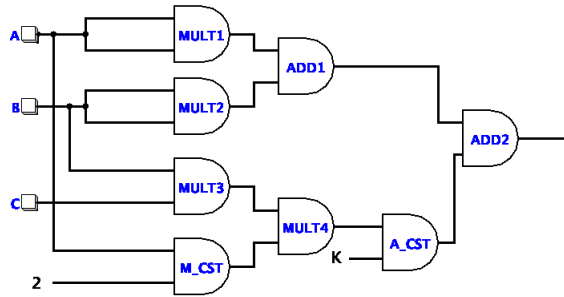 A
MULT1
ADD1
B
MULT2
ADD2
MULT3
C
MULT4
A_CST
K
M_CST
2